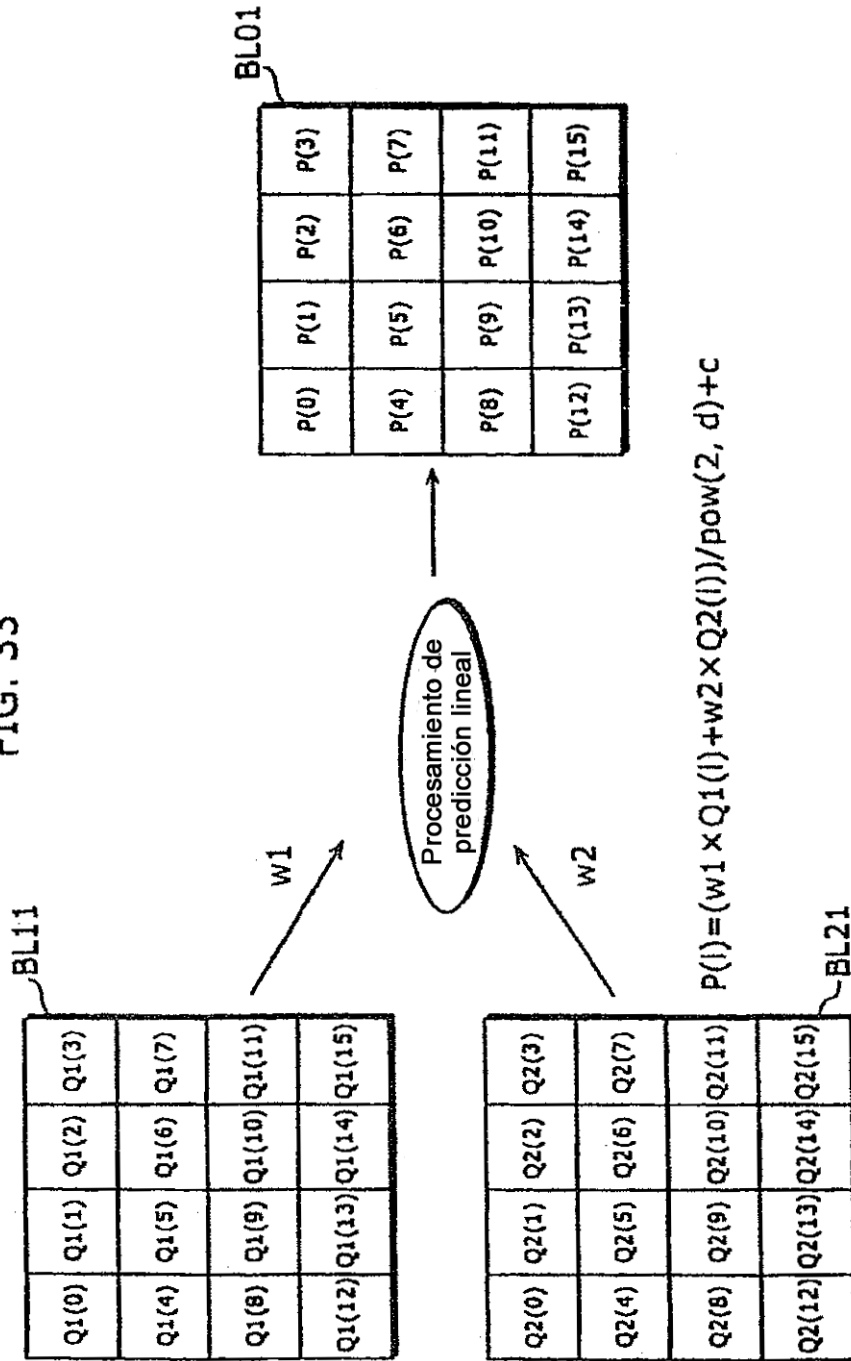 FIG. 33
BL11
Q1(0) Q1(1) Q1(2) Q1(3)
Q1(4) Q1(5) Q1(6) Q1(7)
Q1(8) Q1(9) Q1(10) Q1(11)
Q1(12) Q1(13) Q1(14) Q1(15)
w1
Procesamiento de
predicción lineal
BL01
P(0) P(1) P(2) P(3)
P(4) P(5) P(6) P(7)
P(8) P(9) P(10) P(11)
P(12) P(13) P(14) P(15)
w2
Q2(0) Q2(1) Q2(2) Q2(3)
Q2(4) Q2(5) Q2(6) Q2(7)
Q2(8) Q2(9) Q2(10) Q2(11)
Q2(12) Q2(13) Q2(14) Q2(15)
BL21
P(i)=(w1×Q1(i)+w2×Q2(i))/pow(2, d)+c